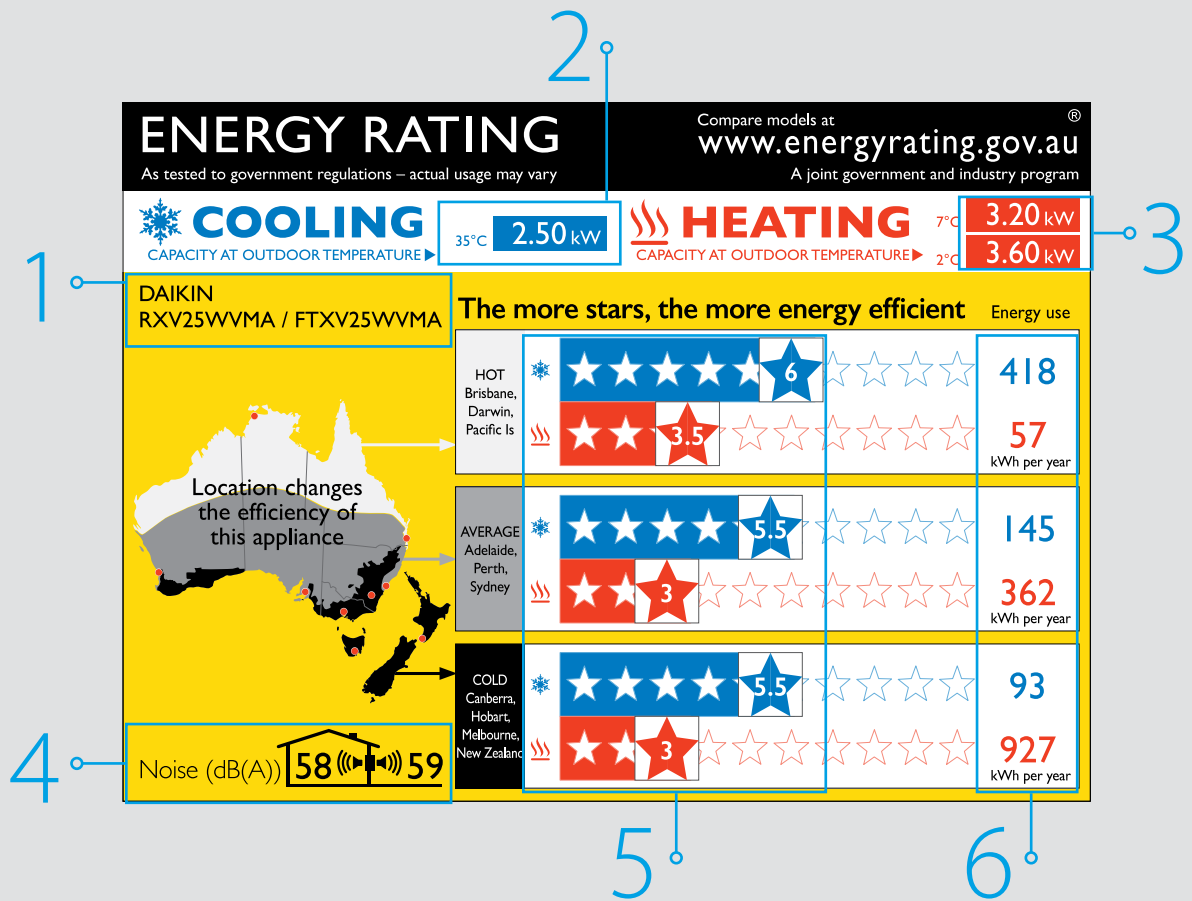 2
ENERGY RATING
As tested to government regulations – actual usage may vary
Compare models at
®
www.energyrating.gov.au
A joint government and industry program
COOLING
CAPACITY AT OUTDOOR TEMPERATURE
35°C 2.50 kW
HEATING
CAPACITY AT OUTDOOR TEMPERATURE
7°C 3.20 kW
2°C 3.60 kW
3
1
DAIKIN
RXV25WVMA / FTXV25WVMA
The more stars, the more energy efficient
Energy use
HOT
Brisbane,
Darwin,
Pacific Is
6
418
3.5
57
kWh per year
Location changes
the efficiency of
this appliance
AVERAGE
Adelaide,
Perth,
Sydney
5.5
145
3
362
kWh per year
COLD
Canberra,
Hobart,
Melbourne,
New Zealand
5.5
93
3
927
kWh per year
4
Noise (dB(A)) 58 59
5
6